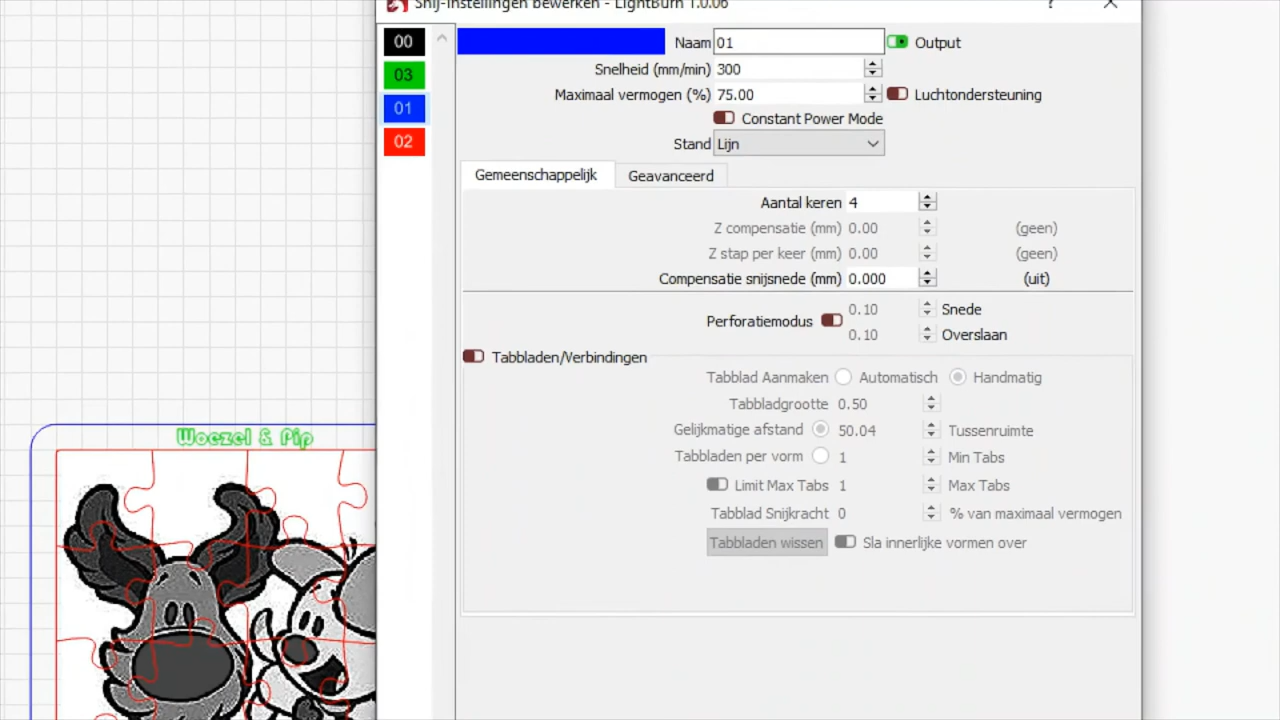 Snij-instellingen bewerken - LightBurn 1.0.06 ?
00
03
01
02
Naam 01 Output
Snelheid (mm/min) 300
Maximaal vermogen (%) 75.00 Luchtondersteuning
Constant Power Mode
Stand Lijn
Gemeenschappelijk Geavanceerd
Aantal keren 4
Z compensatie (mm) 0.00 (geen)
Z stap per keer (mm) 0.00 (geen)
Compensatie snijsnede (mm) 0.000 (uit)
Perforatiemodus 0.10 Snede
0.10 Overslaan
Tabbladen/Verbindingen
Tabblad Aanmaken Automatisch Handmatig
Tabbladgrootte 0.50
Gelijkmatige afstand 50.04 Tussenruimte
Tabbladen per vorm 1 Min Tabs
Limit Max Tabs 1 Max Tabs
Tabblad Snijkracht 0 % van maximaal vermogen
Tabbladen wissen Sla innerlijke vormen over
Woezel & Pip